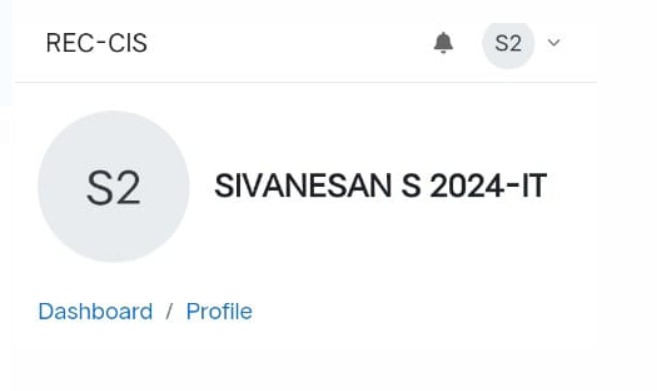 REC-CIS S2
S2 SIVANESAN S 2024-IT
Dashboard / Profile